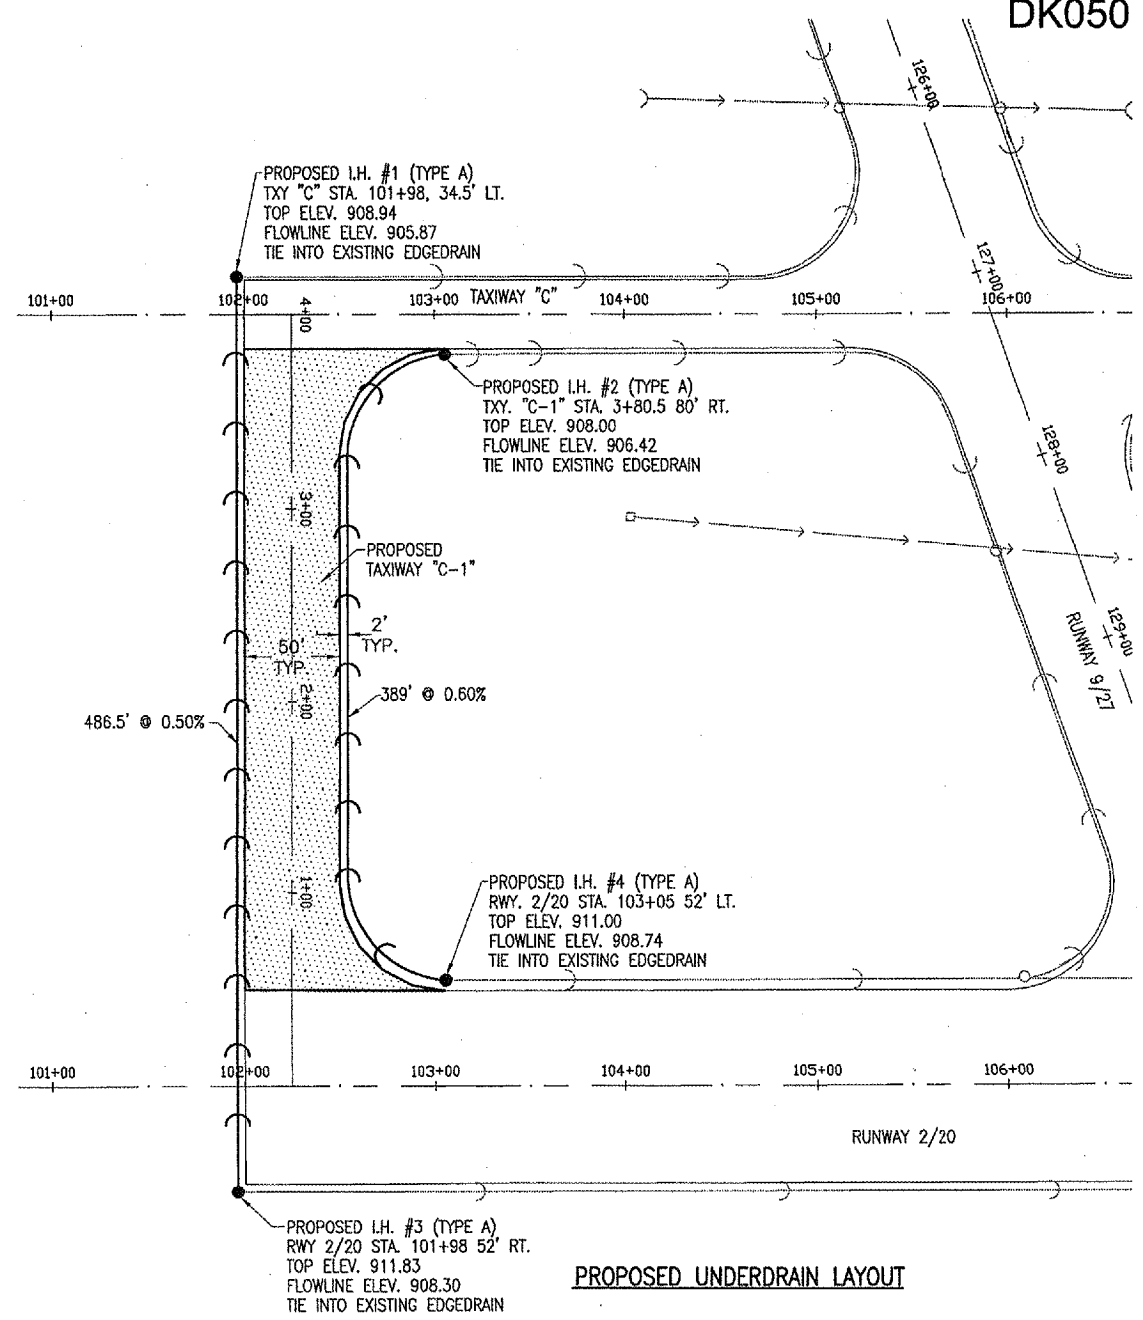 DK050
126+00
PROPOSED I.H. #1 (TYPE A)
TXY "C" STA. 101+98, 34.5' LT.
TOP ELEV. 908.94
FLOWLINE ELEV. 905.87
TIE INTO EXISTING EDGEDRAIN
127+00
101+00
102+00
103+00
TAXIWAY "C"
104+00
105+00
106+00
4+00
PROPOSED I.H. #2 (TYPE A)
TXY. "C-1" STA. 3+80.5 80' RT.
TOP ELEV. 908.00
FLOWLINE ELEV. 906.42
TIE INTO EXISTING EDGEDRAIN
128+00
3+00
PROPOSED
TAXIWAY "C-1"
129+00
RUNWAY 9/27
2'
TYP.
50'
TYP.
2+00
389' @ 0.60%
486.5' @ 0.50%
1+00
PROPOSED I.H. #4 (TYPE A)
RWY. 2/20 STA. 103+05 52' LT.
TOP ELEV. 911.00
FLOWLINE ELEV. 908.74
TIE INTO EXISTING EDGEDRAIN
101+00
102+00
103+00
104+00
105+00
106+00
RUNWAY 2/20
PROPOSED I.H. #3 (TYPE A)
RWY 2/20 STA. 101+98 52' RT.
TOP ELEV. 911.83
FLOWLINE ELEV. 908.30
TIE INTO EXISTING EDGEDRAIN
PROPOSED UNDERDRAIN LAYOUT